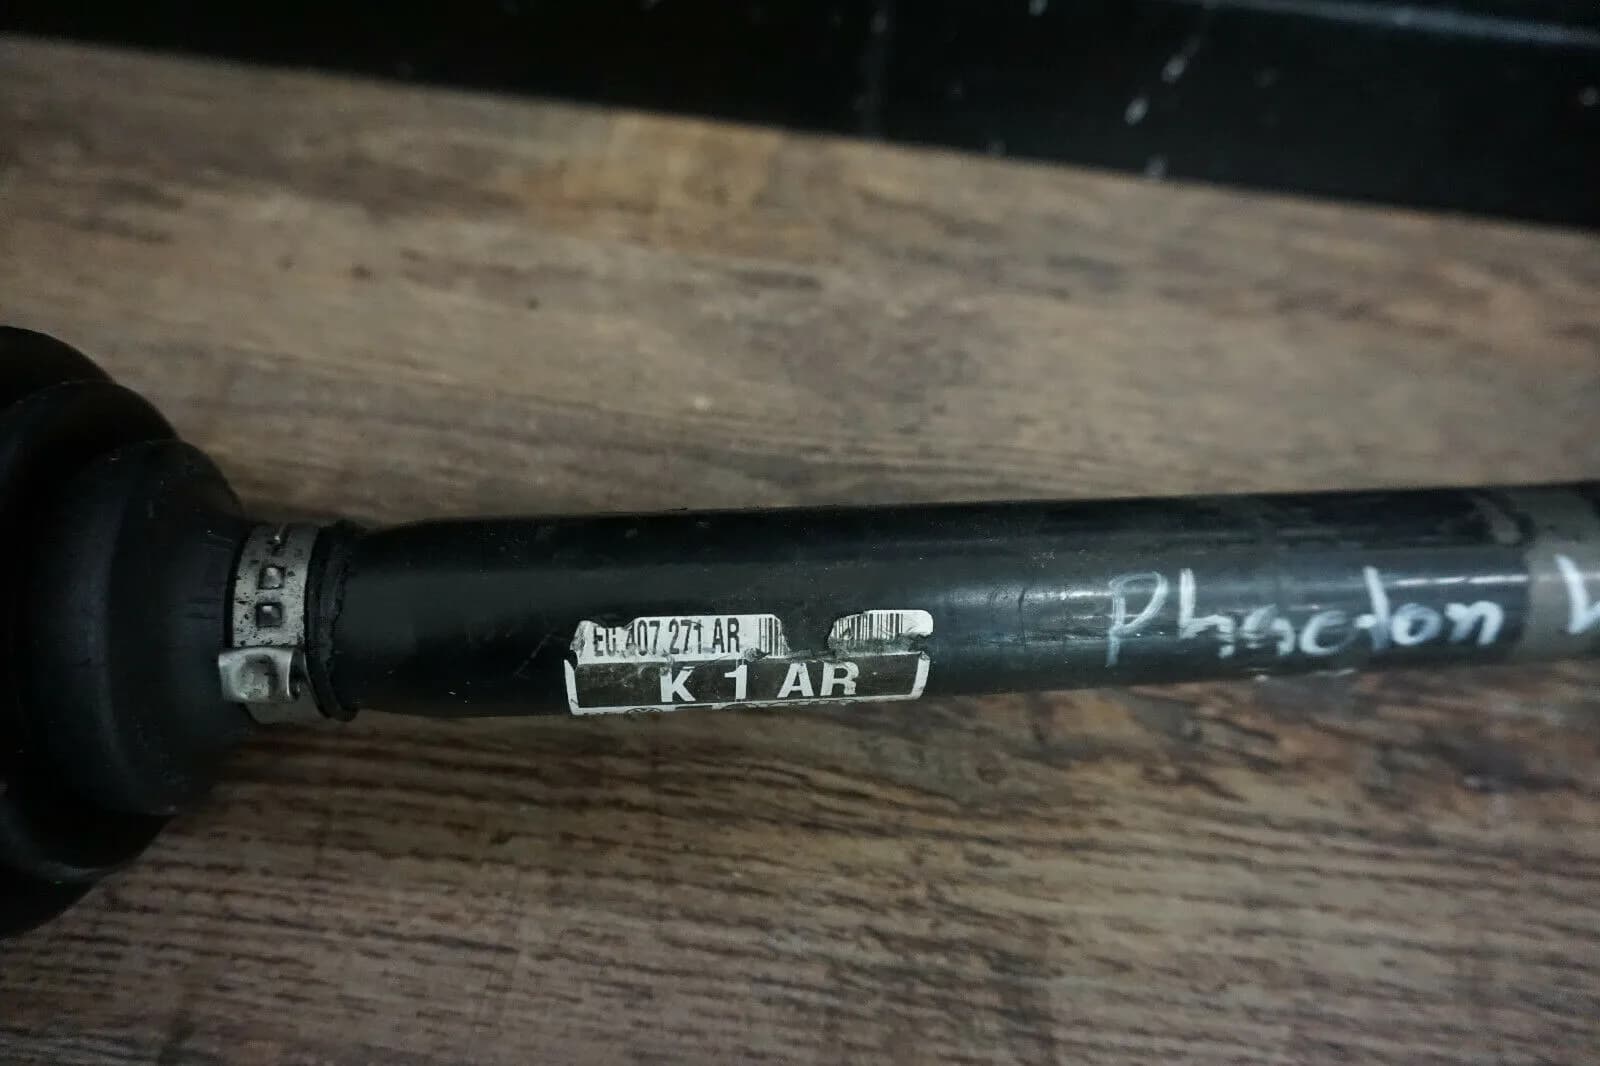 407 271 AR
K 1 AR
Phaeton